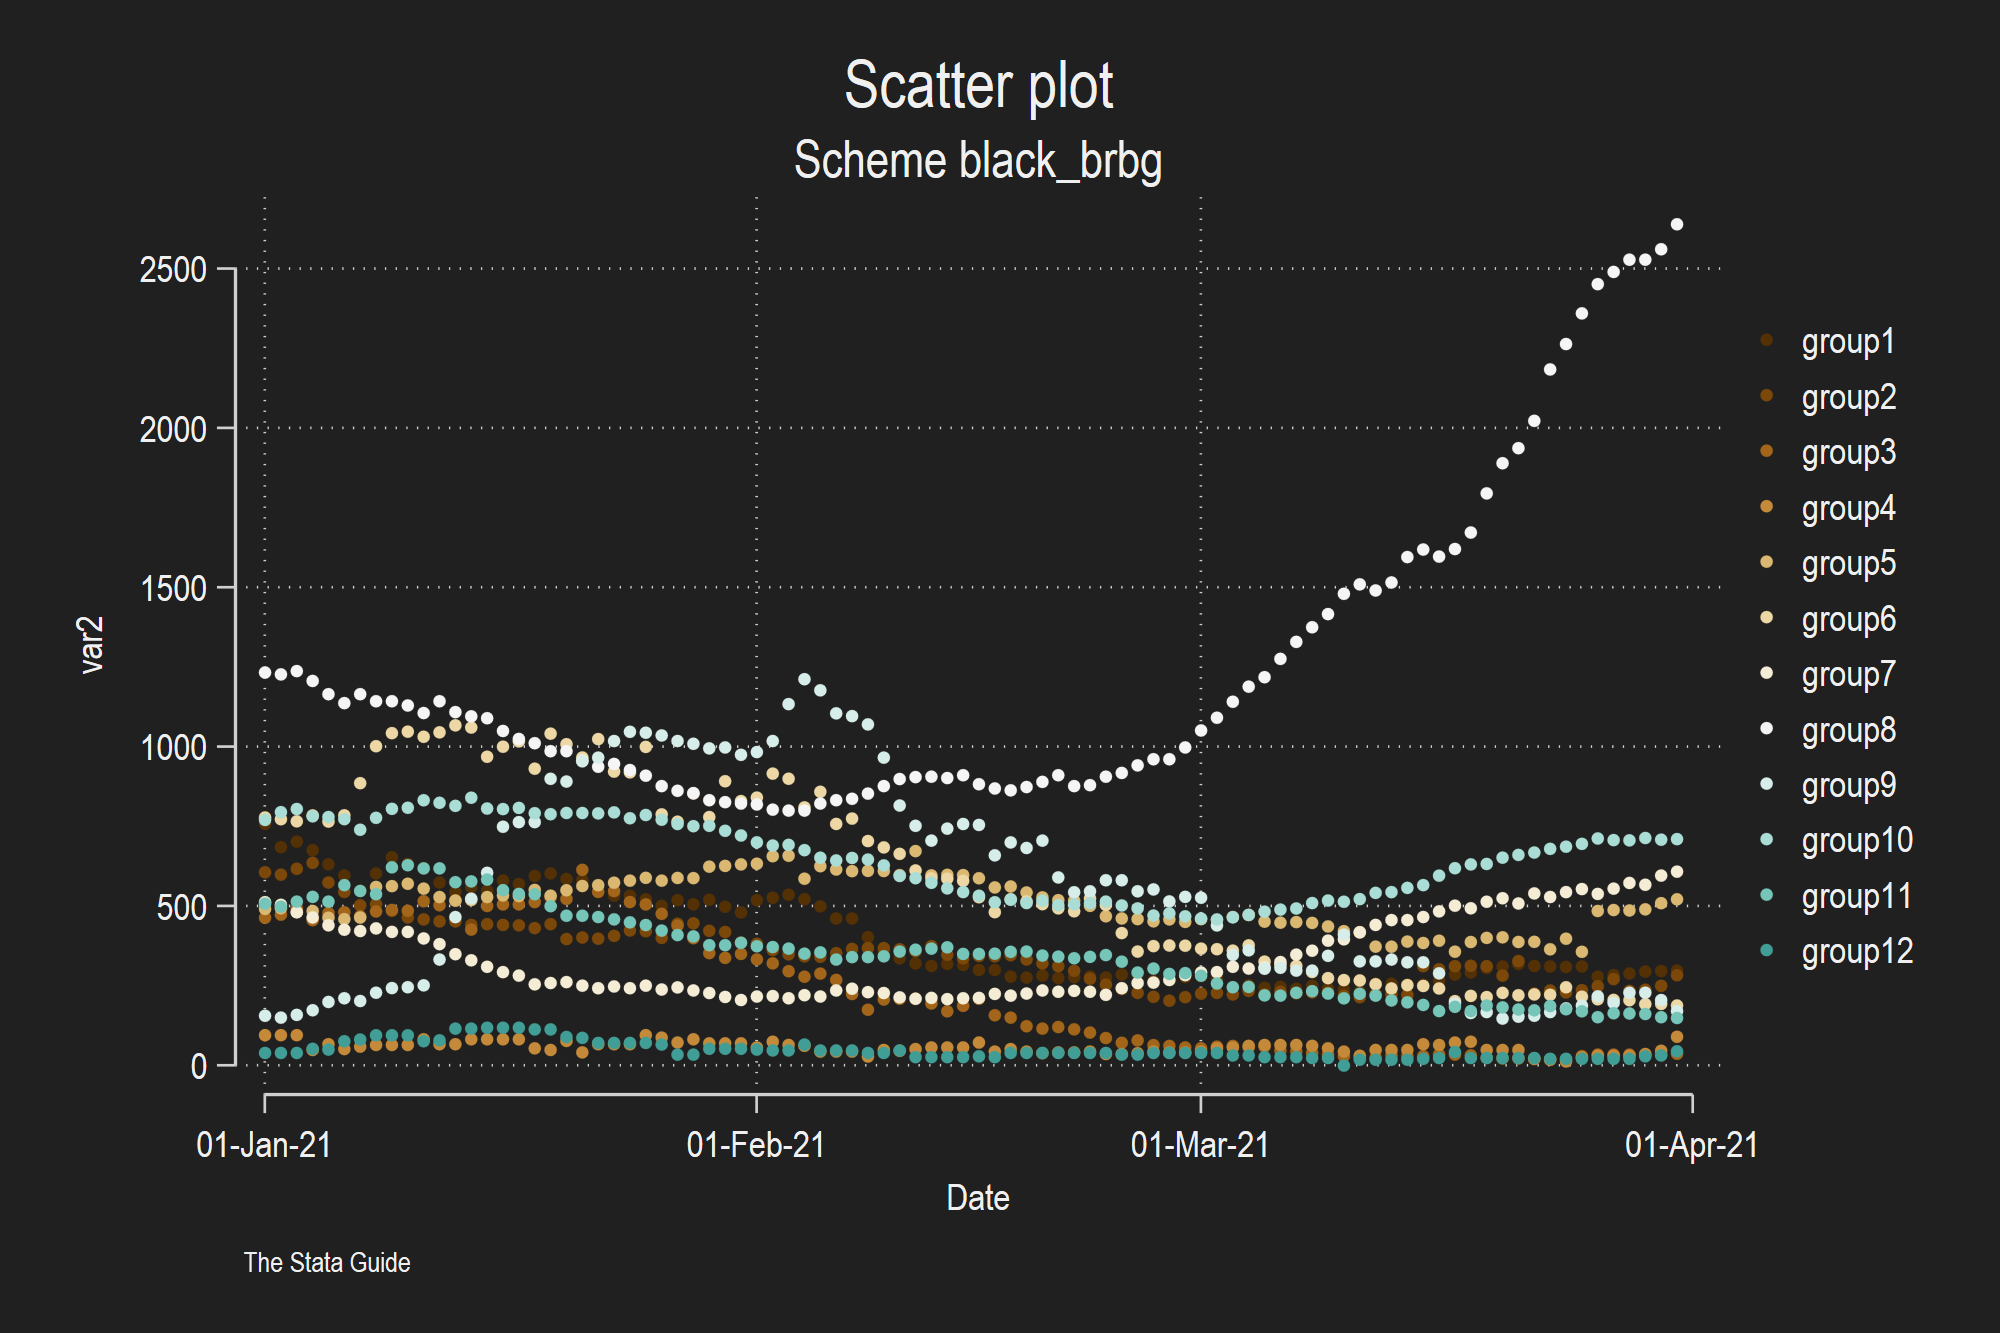 Scatter plot
Scheme black_brbg
2500
2000
1500
1000
500
0
var2
01-Jan-21
01-Feb-21
01-Mar-21
01-Apr-21
Date
group1
group2
group3
group4
group5
group6
group7
group8
group9
group10
group11
group12
The Stata Guide